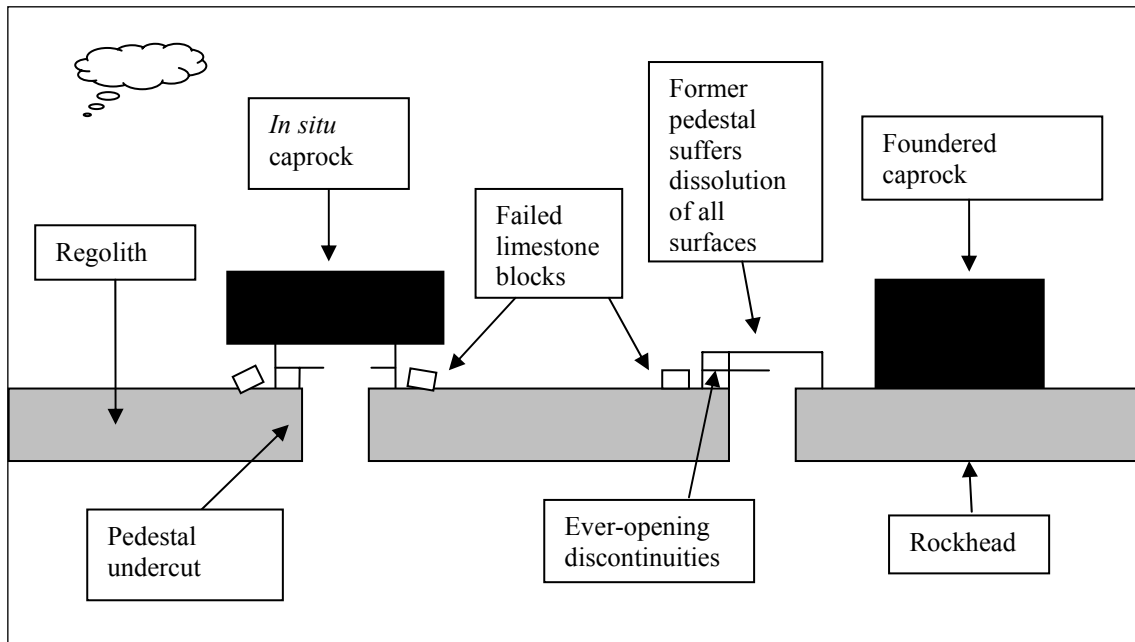 In situ
caprock
Former
pedestal
suffers
dissolution
of all
surfaces
Foundered
caprock
Regolith
Failed
limestone
blocks
Pedestal
undercut
Ever-opening
discontinuities
Rockhead